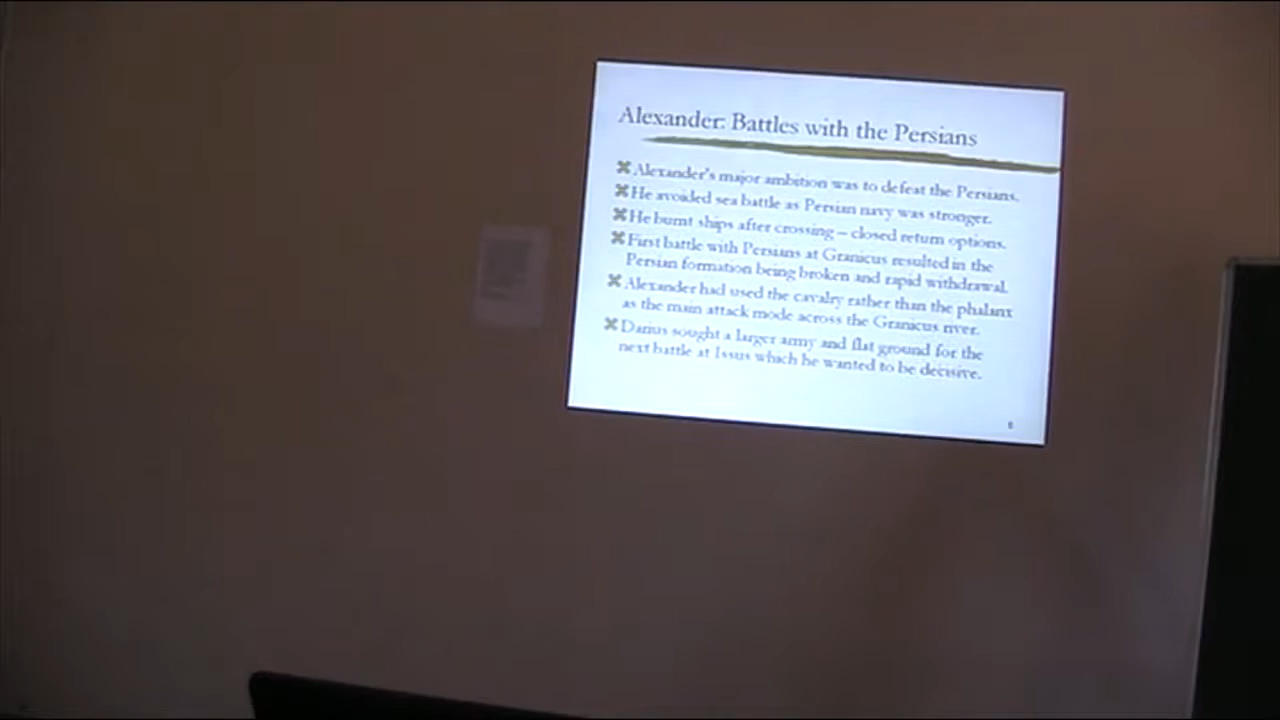 Alexander: Battles with the Persians
Alexander's major ambition was to defeat the Persians.
He avoided sea battle as Persian navy was stronger.
He burnt ships after crossing – closed return options.
First battle with Persians at Granicus resulted in the
Persian formation being broken and rapid withdrawal.
Alexander had used the cavalry rather than the phalanx
as the main attack mode across the Granicus river.
Darius sought a larger army and flat ground for the
next battle at Issus which he wanted to be decisive.